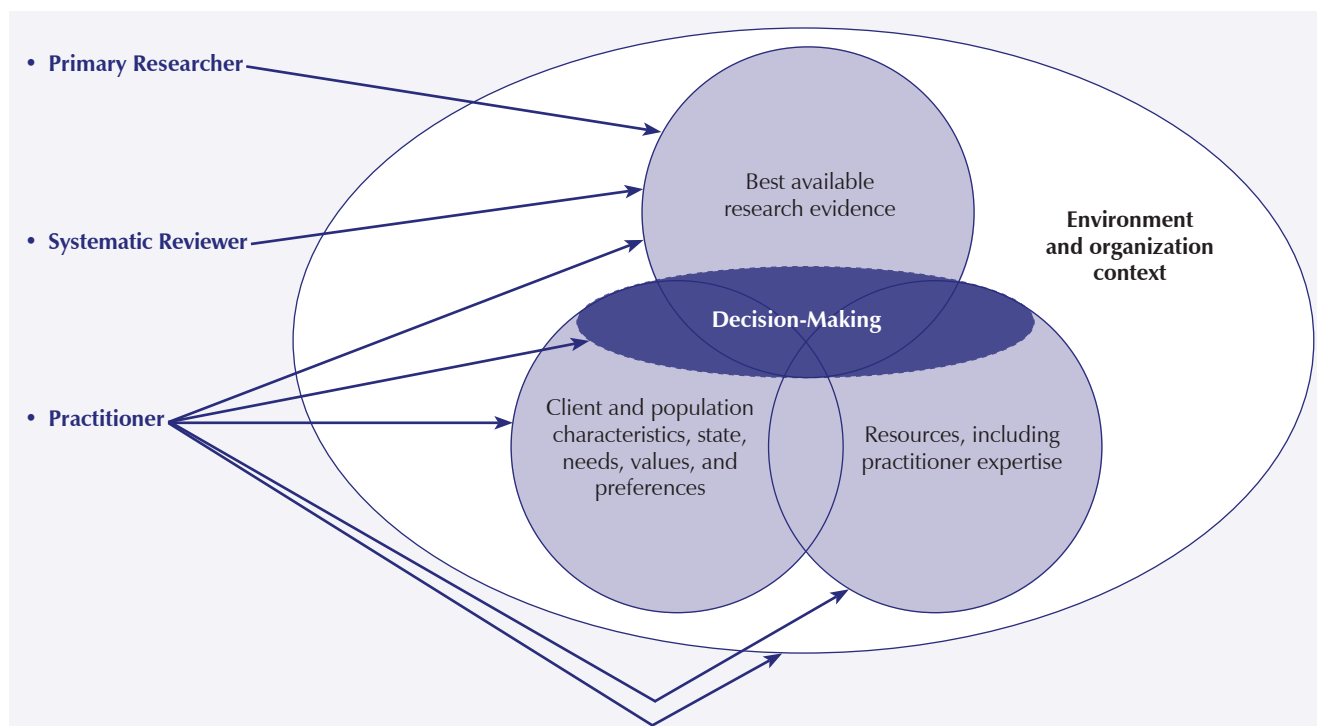 • Primary Researcher
• Systematic Reviewer
• Practitioner
Best available
research evidence
Environment
and organization
context
Decision-Making
Client and population
characteristics, state,
needs, values, and
preferences
Resources, including
practitioner expertise